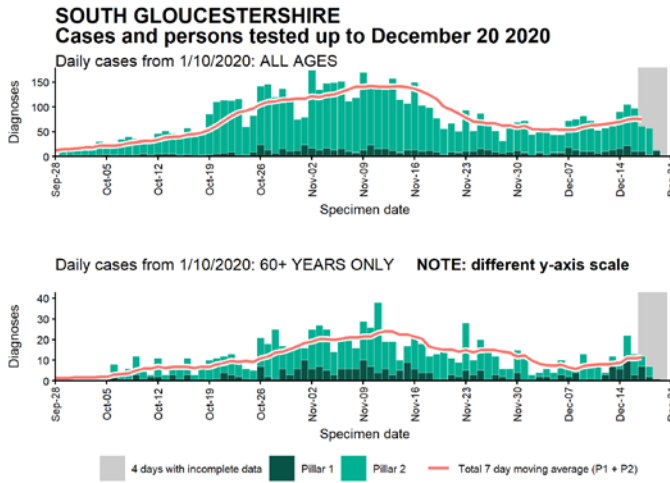 SOUTH GLOUCESTERSHIRE
Cases and persons tested up to December 20 2020
Daily cases from 1/10/2020: ALL AGES
Diagnoses
150
100
50
0
Sep-28
Oct-05
Oct-12
Oct-19
Oct-26
Nov-02
Nov-09
Nov-16
Nov-23
Nov-30
Dec-07
Dec-14
Specimen date
Daily cases from 1/10/2020: 60+ YEARS ONLY NOTE: different y-axis scale
Diagnoses
40
30
20
10
0
Sep-28
Oct-05
Oct-12
Oct-19
Oct-26
Nov-02
Nov-09
Nov-16
Nov-23
Nov-30
Dec-07
Dec-14
Specimen date
4 days with incomplete data Pillar 1 Pillar 2 Total 7 day moving average (P1 + P2)